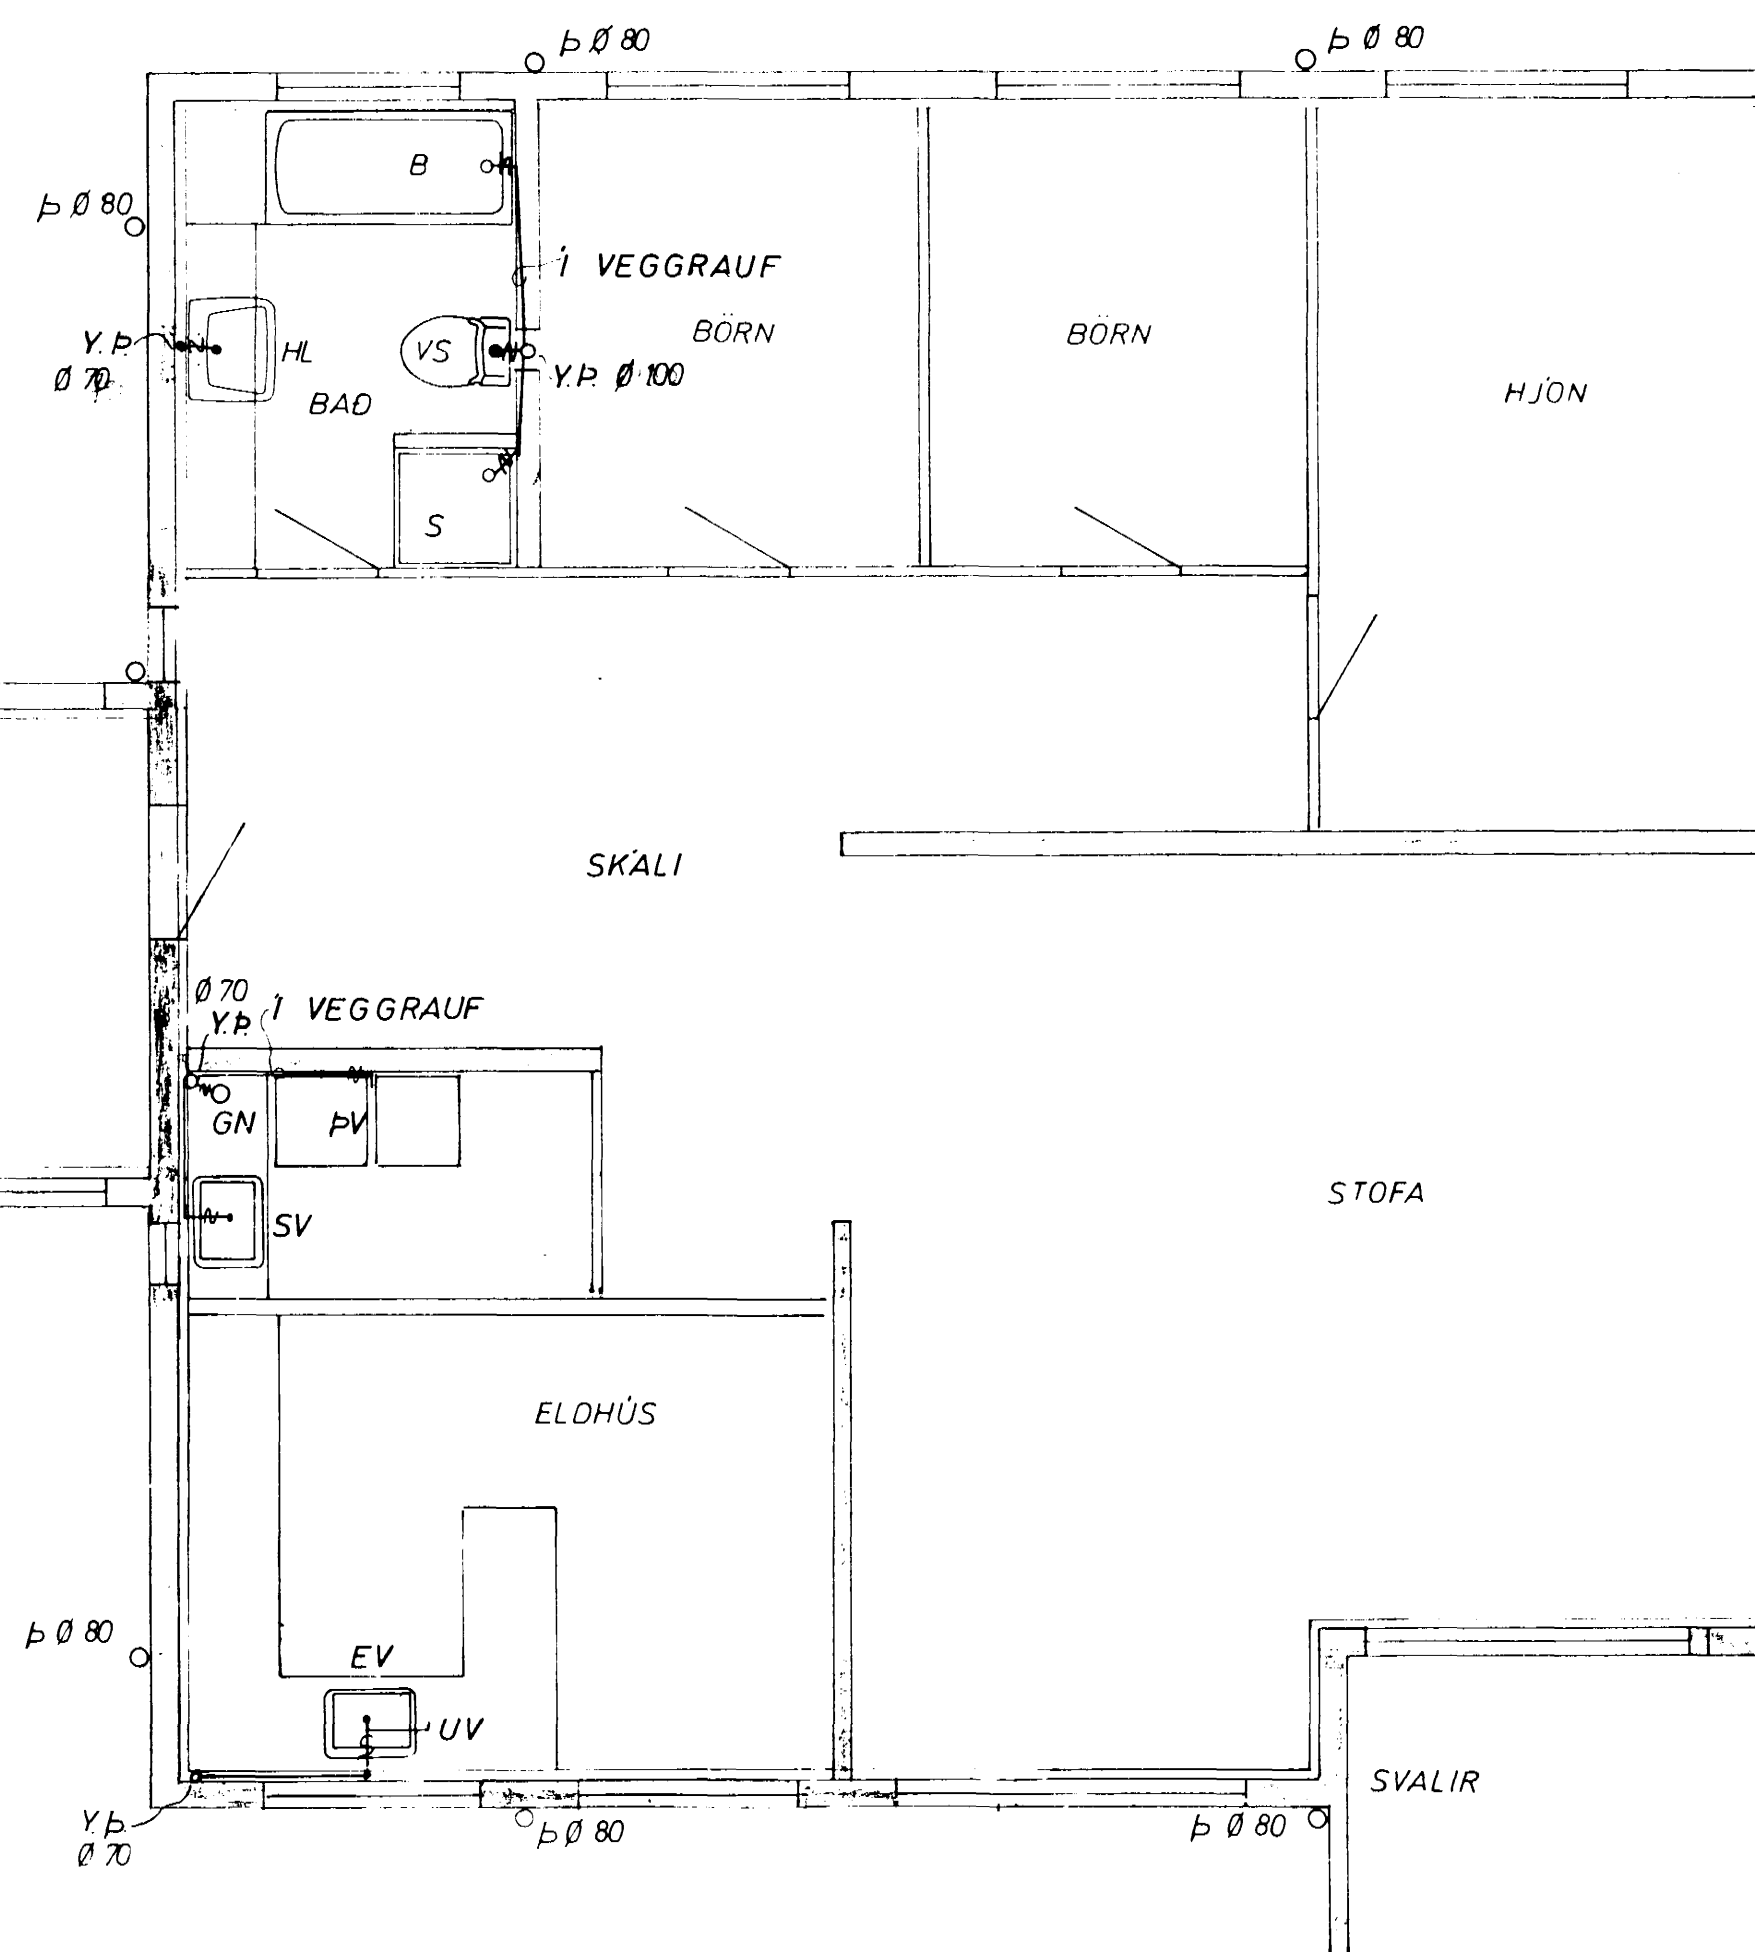 Þ Ø 80
Þ Ø 80
Þ Ø 80
B
Í VEGGRAUF
BÖRN
BÖRN
Y.Þ.
Ø 70
HL
VS
Y.Þ. Ø 100
BAÐ
HJÓN
S
SKÁLI
Ø 70
Y.Þ.
Í VEGGRAUF
GN
ÞV
SV
STOFA
ELDHÚS
Þ Ø 80
EV
UV
SVALIR
Y.Þ.
Ø 70
Þ Ø 80
Þ Ø 80